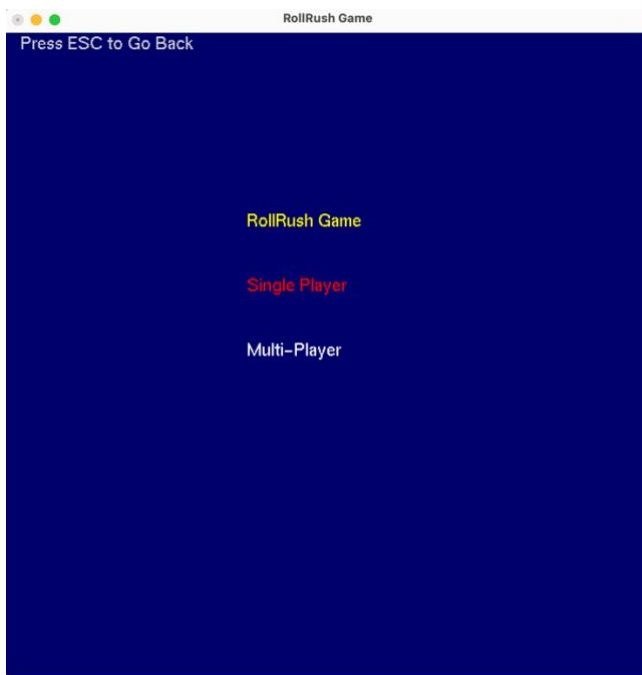 RollRush Game
Press ESC to Go Back
RollRush Game
Single Player
Multi-Player